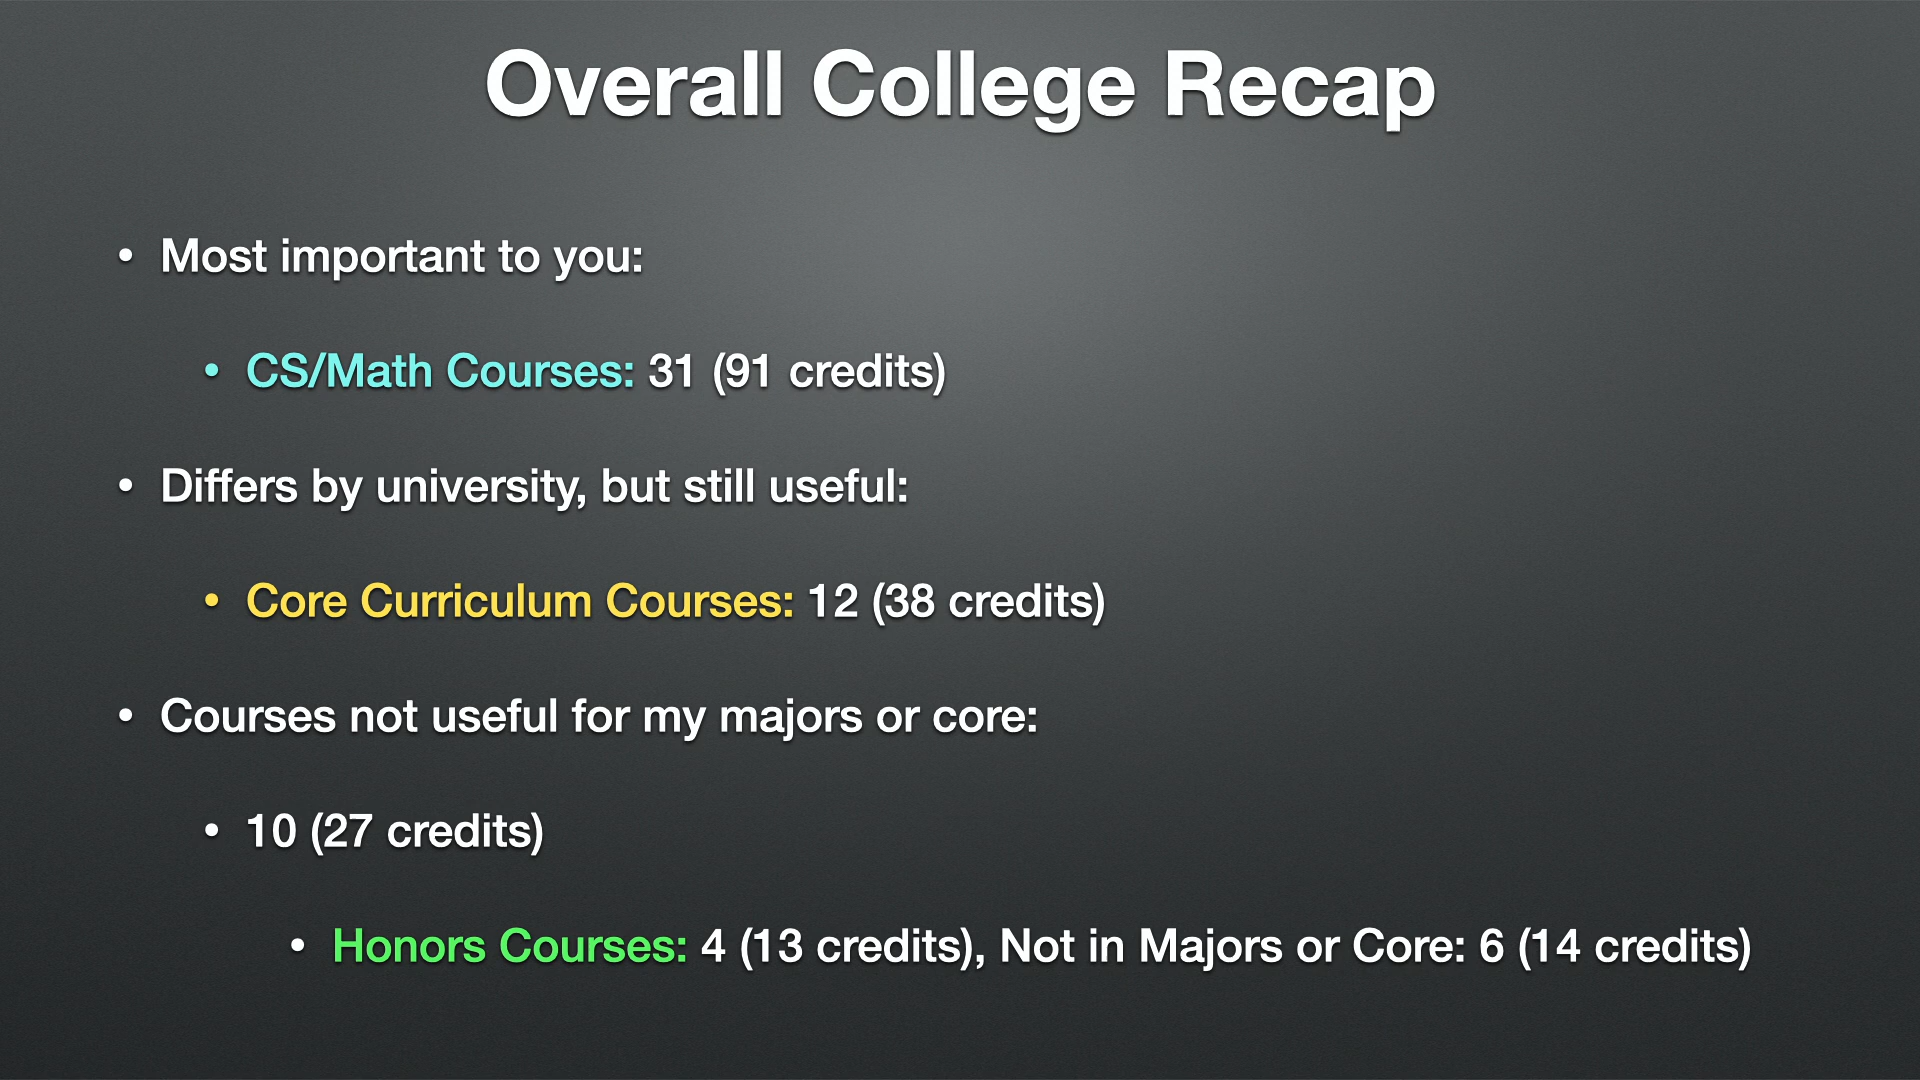 Overall College Recap
• Most important to you:
• CS/Math Courses: 31 (91 credits)
• Differs by university, but still useful:
• Core Curriculum Courses: 12 (38 credits)
• Courses not useful for my majors or core:
• 10 (27 credits)
• Honors Courses: 4 (13 credits), Not in Majors or Core: 6 (14 credits)